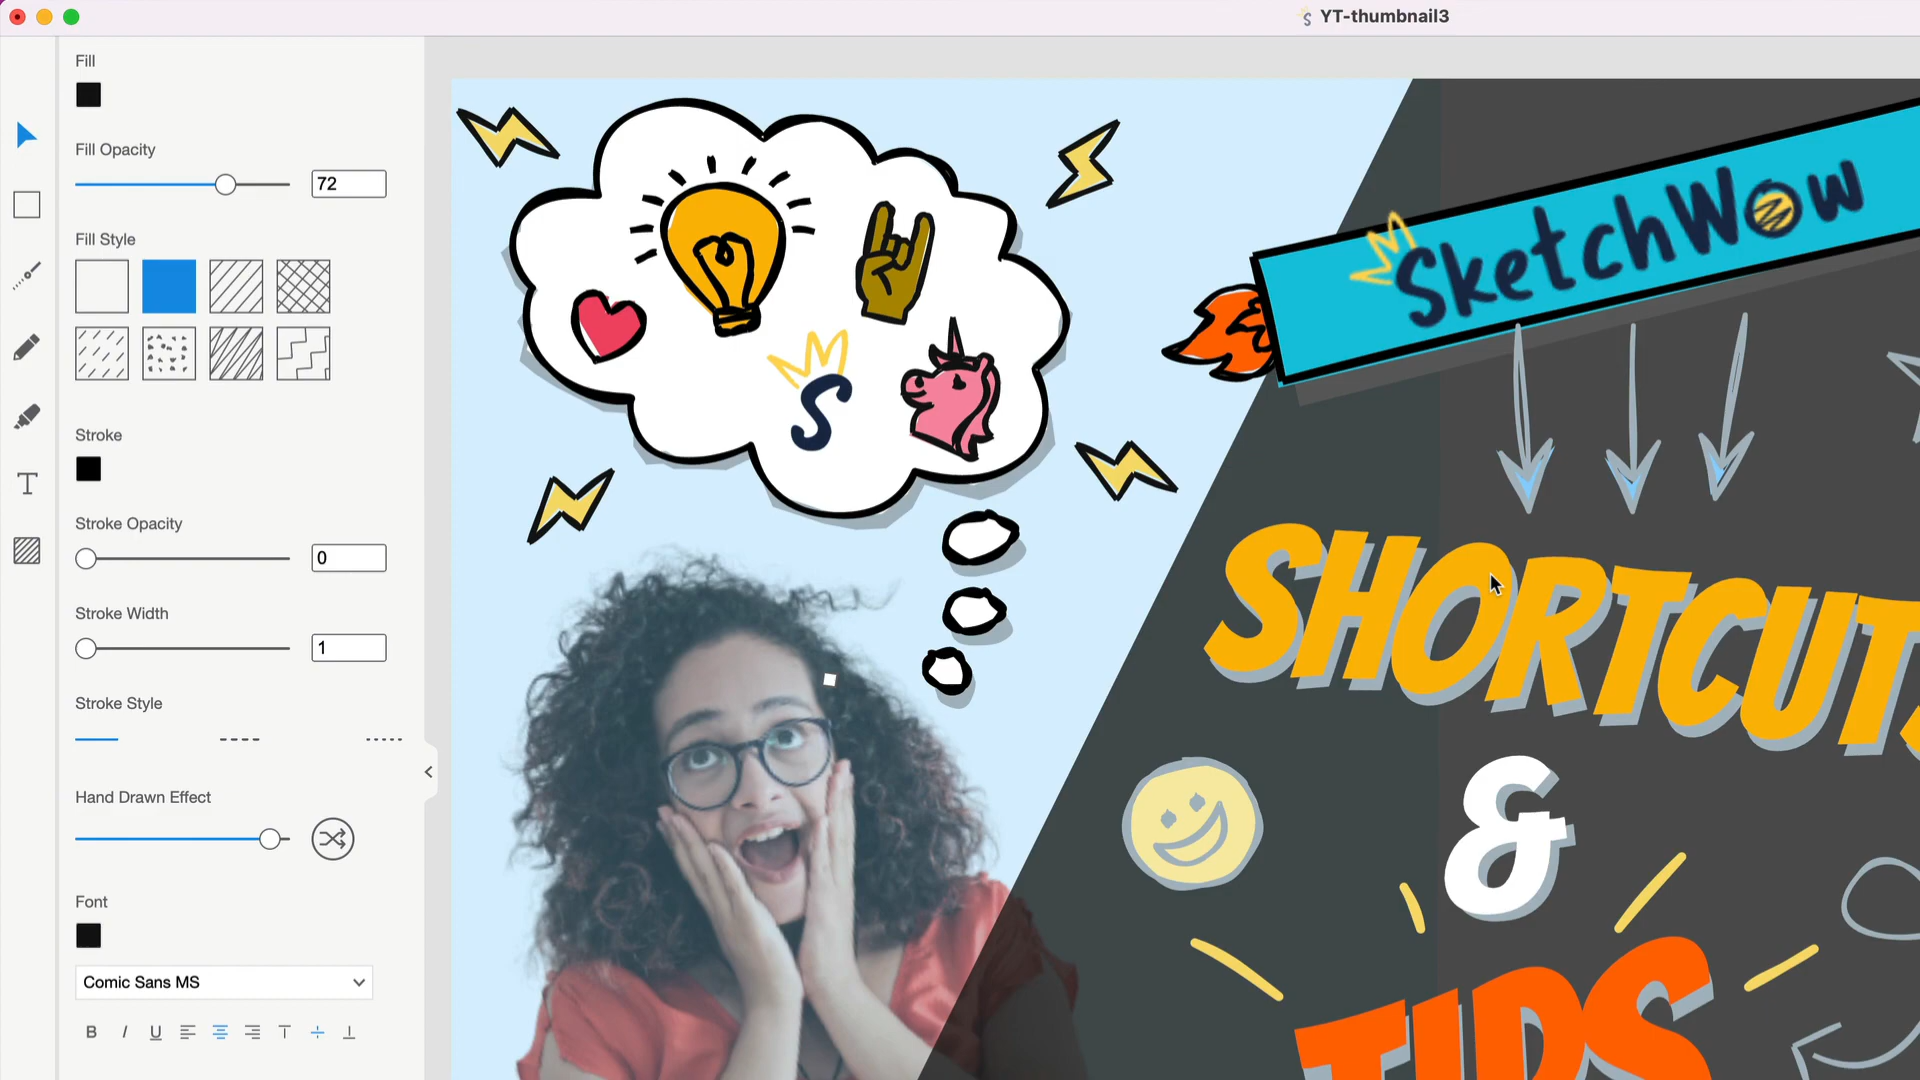 YT-thumbnail3
Fill
Fill Opacity
72
Fill Style
Stroke
Stroke Opacity
0
Stroke Width
1
Stroke Style
Hand Drawn Effect
Font
Comic Sans MS
B I U
S
SketchWow
SHORTCUTS
&
TIPS